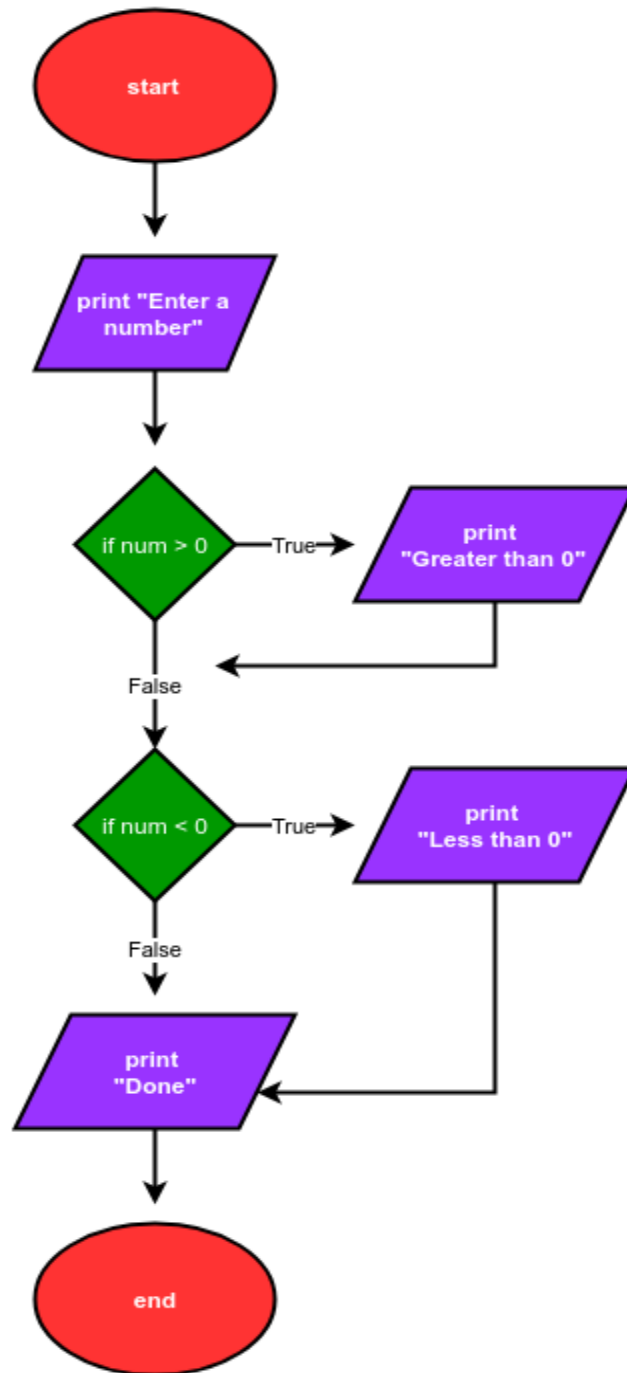 start
print "Enter a
number"
if num > 0
True
print
"Greater than 0"
False
if num < 0
True
print
"Less than 0"
False
print
"Done"
end